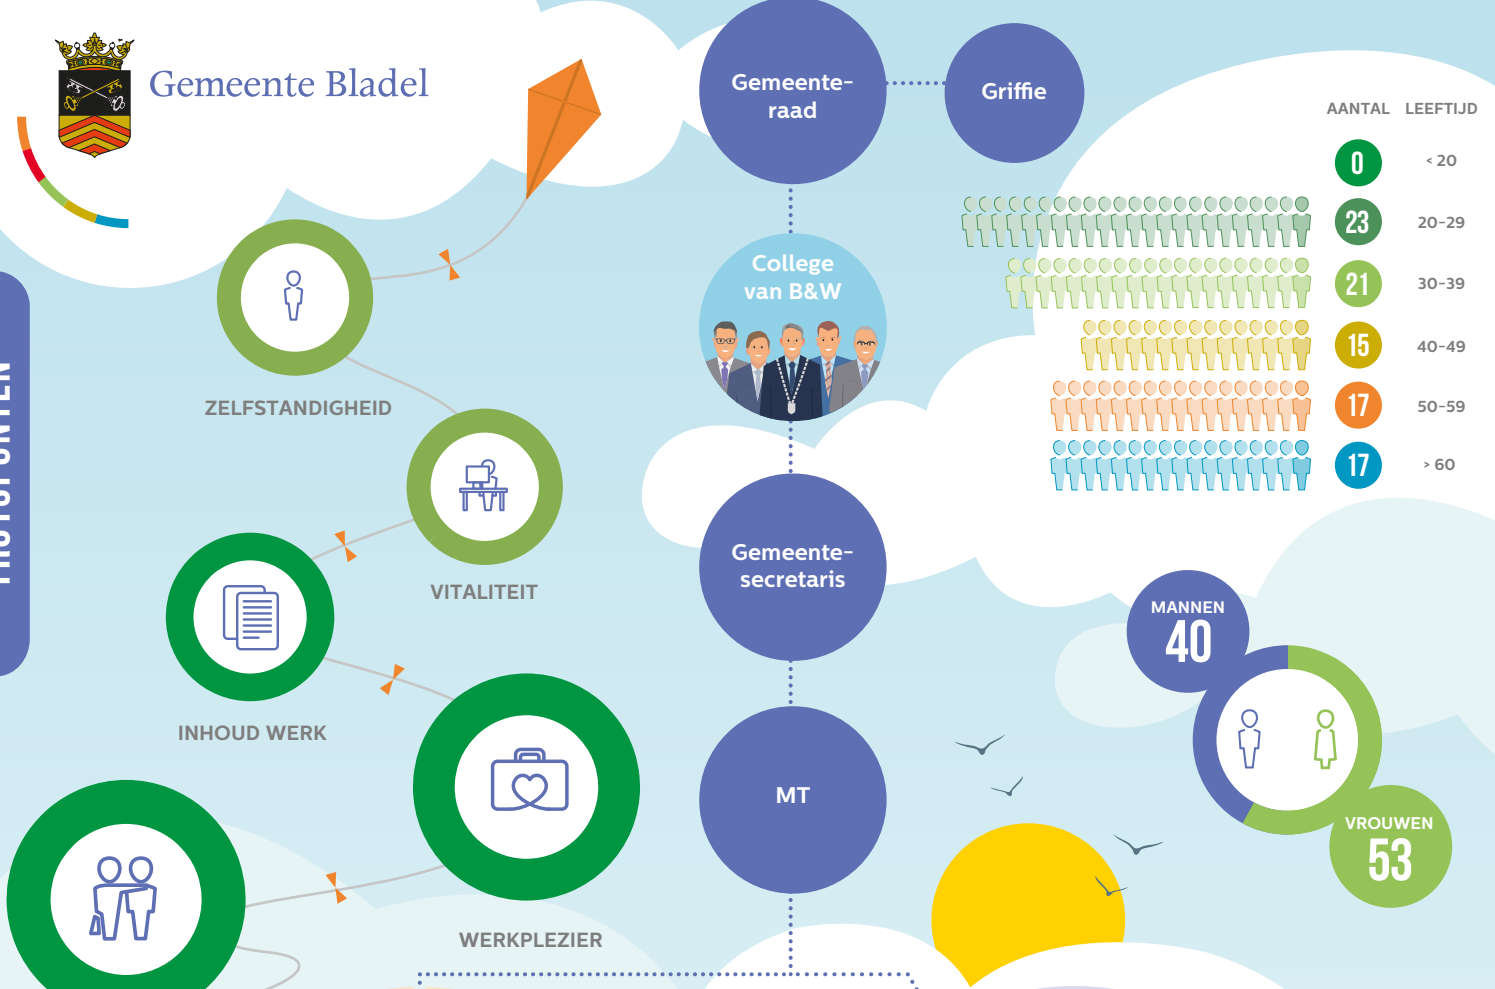 Gemeente Bladel
Gemeente-
raad
Griffie
College
van B&W
Gemeente-
secretaris
MT
AANTAL LEEFTIJD
0 < 20
23 20-29
21 30-39
15 40-49
17 50-59
17 > 60
ZELFSTANDIGHEID
VITALITEIT
INHOUD WERK
WERKPLEZIER
MANNEN
40
VROUWEN
53